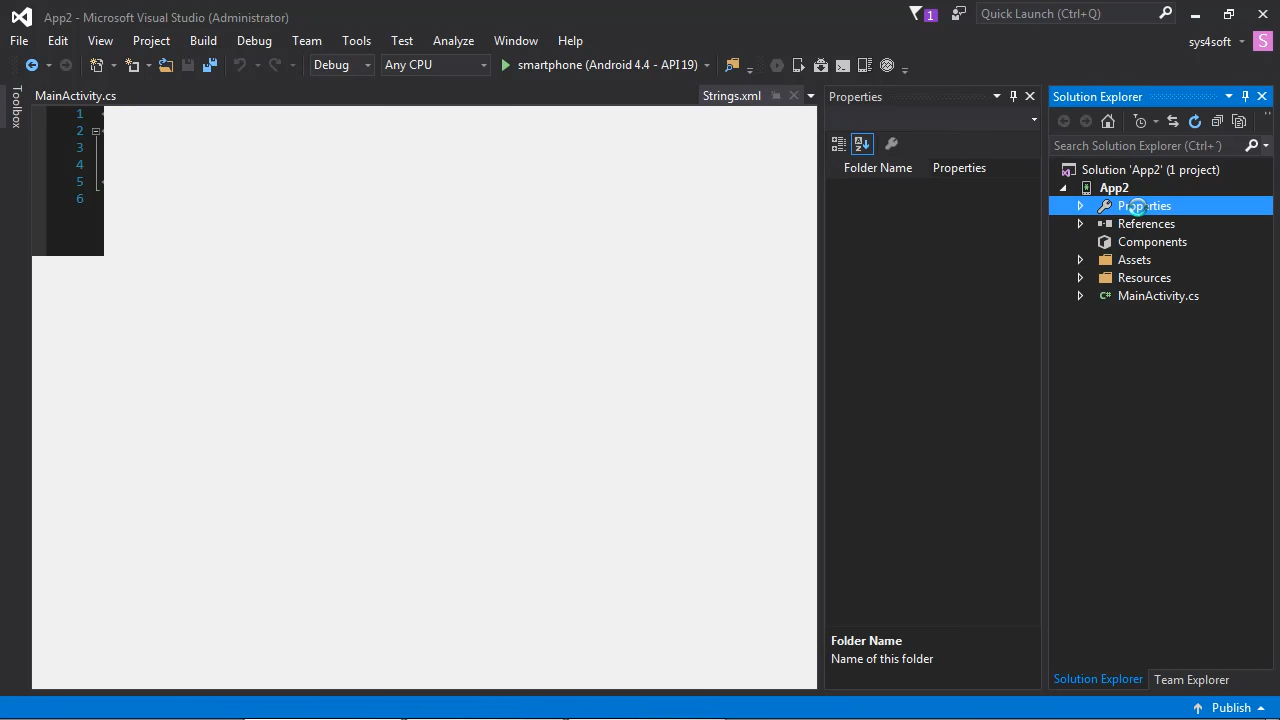 App2 - Microsoft Visual Studio (Administrator)
1
Quick Launch (Ctrl+Q)
File Edit View Project Build Debug Team Tools Test Analyze Window Help
sys4soft
S
Debug
Any CPU
smartphone (Android 4.4 - API 19)
Toolbox
MainActivity.cs
Strings.xml
1
2
3
4
5
6
Properties
Folder Name Properties
Folder Name
Name of this folder
Solution Explorer
Search Solution Explorer (Ctrl+´)
Solution 'App2' (1 project)
App2
Properties
References
Components
Assets
Resources
MainActivity.cs
Solution Explorer Team Explorer
Publish